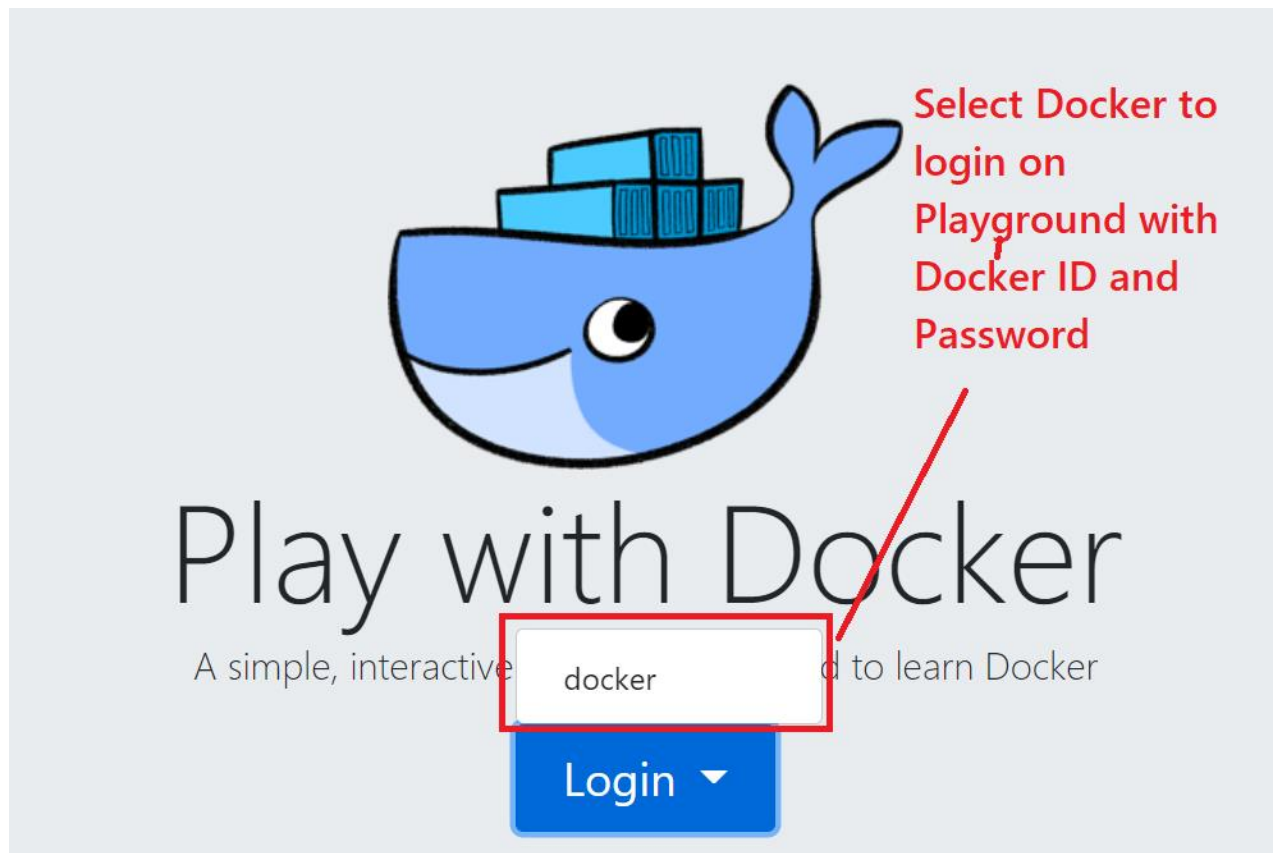 Select Docker to
login on
Playground with
Docker ID and
Password
Play with Docker
A simple, interactive d to learn Docker
docker
Login